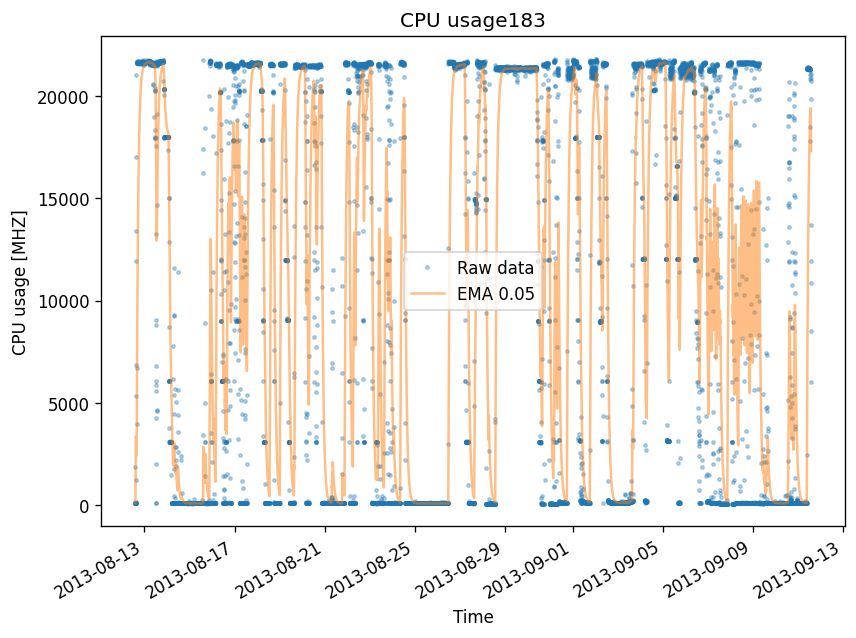 CPU usage183
CPU usage [MHZ]
20000
15000
10000
5000
0
Raw data
EMA 0.05
2013-08-13
2013-08-17
2013-08-21
2013-08-25
2013-08-29
2013-09-01
2013-09-05
2013-09-09
2013-09-13
Time